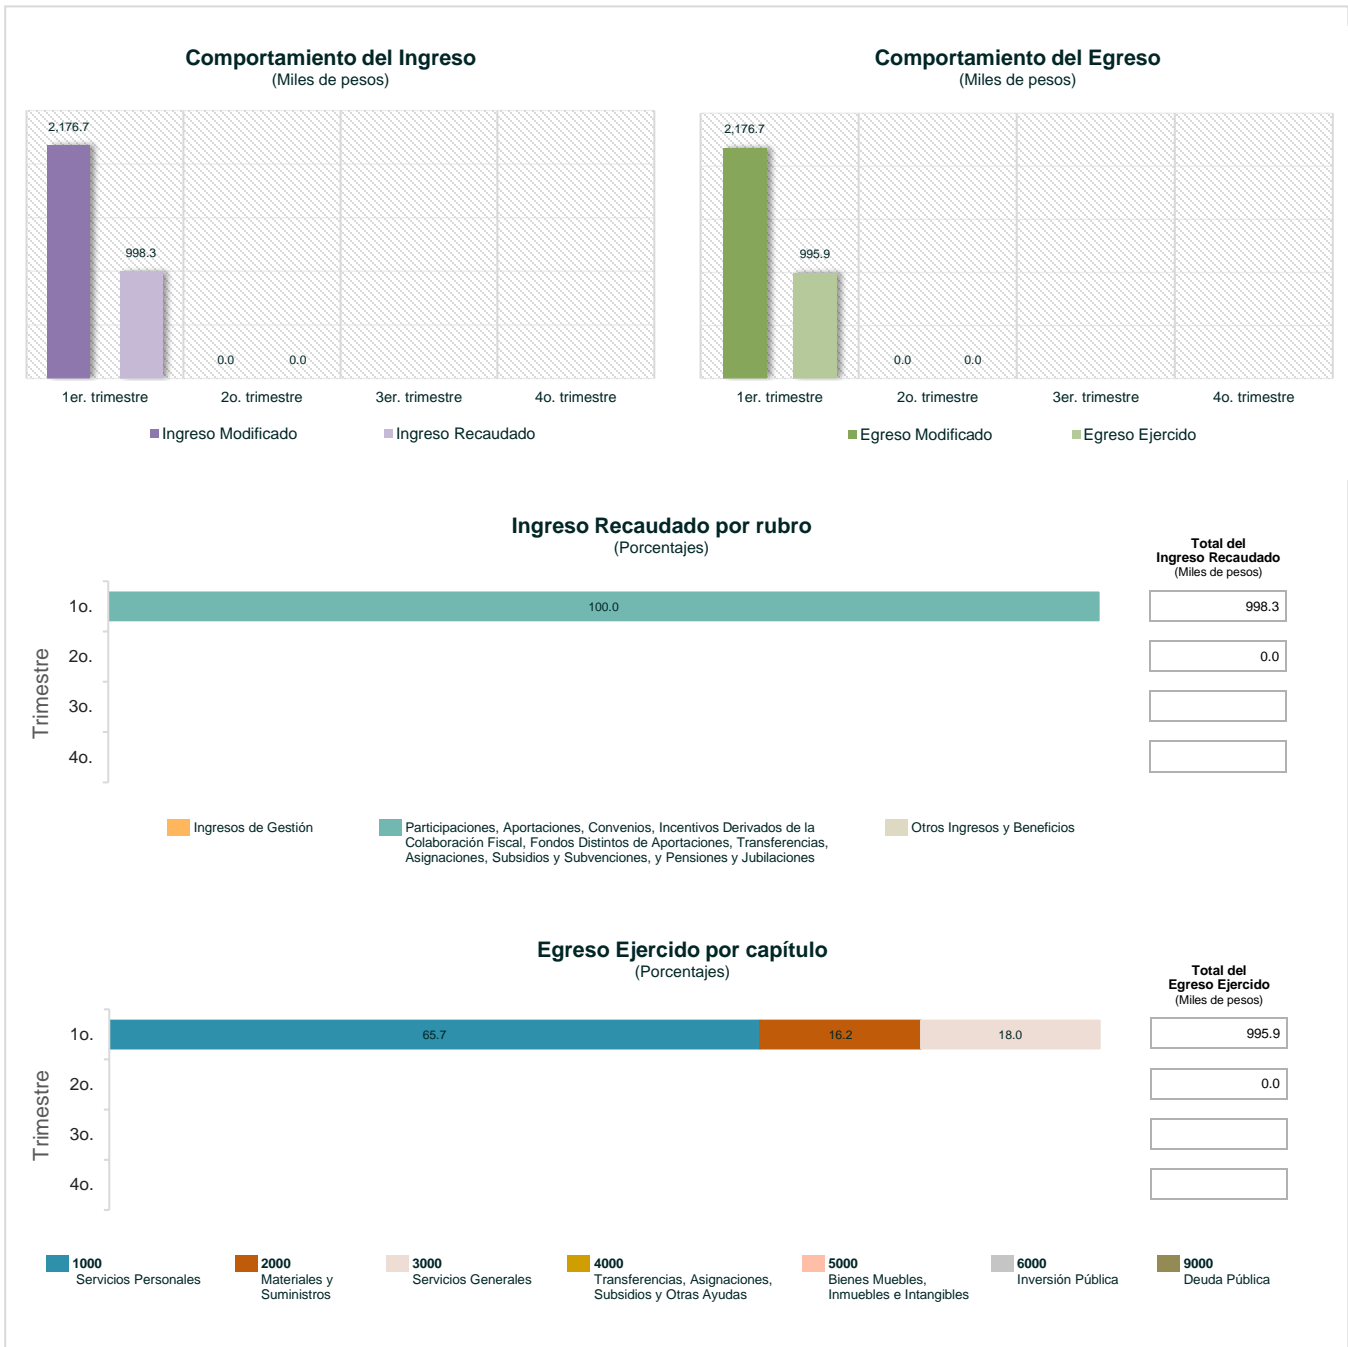 Comportamiento del Ingreso
(Miles de pesos)
2,176.7
998.3
0.0
0.0
1er. trimestre
2o. trimestre
3er. trimestre
4o. trimestre
Ingreso Modificado
Ingreso Recaudado
Comportamiento del Egreso
(Miles de pesos)
2,176.7
995.9
0.0
0.0
1er. trimestre
2o. trimestre
3er. trimestre
4o. trimestre
Egreso Modificado
Egreso Ejercido
Ingreso Recaudado por rubro
(Porcentajes)
Total del
Ingreso Recaudado
(Miles de pesos)
Trimestre
1o.
100.0
998.3
2o.
0.0
3o.
4o.
Ingresos de Gestión
Participaciones, Aportaciones, Convenios, Incentivos Derivados de la
Colaboración Fiscal, Fondos Distintos de Aportaciones, Transferencias,
Asignaciones, Subsidios y Subvenciones, y Pensiones y Jubilaciones
Otros Ingresos y Beneficios
Egreso Ejercido por capítulo
(Porcentajes)
Total del
Egreso Ejercido
(Miles de pesos)
Trimestre
1o.
65.7
16.2
18.0
995.9
2o.
0.0
3o.
4o.
1000
Servicios Personales
2000
Materiales y
Suministros
3000
Servicios Generales
4000
Transferencias, Asignaciones,
Subsidios y Otras Ayudas
5000
Bienes Muebles,
Inmuebles e Intangibles
6000
Inversión Pública
9000
Deuda Pública